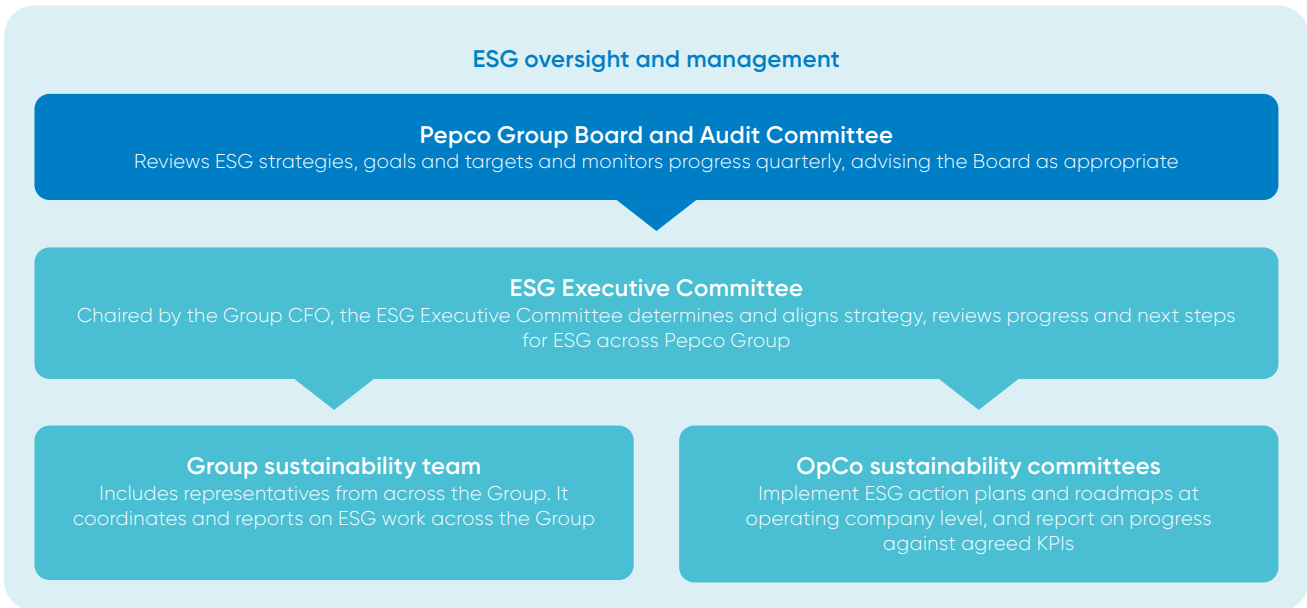 ESG oversight and management
Pepco Group Board and Audit Committee
Reviews ESG strategies, goals and targets and monitors progress quarterly, advising the Board as appropriate
ESG Executive Committee
Chaired by the Group CFO, the ESG Executive Committee determines and aligns strategy, reviews progress and next steps
for ESG across Pepco Group
Group sustainability team
Includes representatives from across the Group. It
coordinates and reports on ESG work across the Group
OpCo sustainability committees
Implement ESG action plans and roadmaps at
operating company level, and report on progress
against agreed KPIs